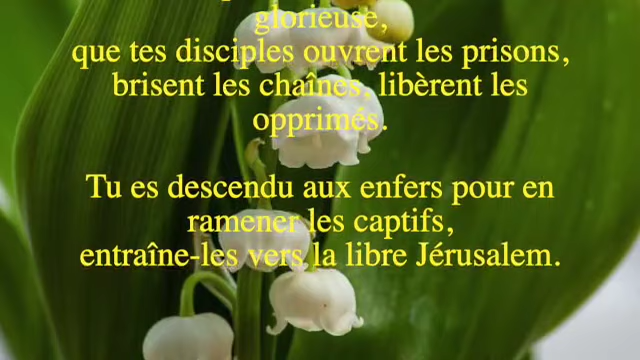 glorieuse,
que tes disciples ouvrent les prisons,
brisent les chaînes, libèrent les
opprimés.
Tu es descendu aux enfers pour en
ramener les captifs,
entraîne-les vers la libre Jérusalem.